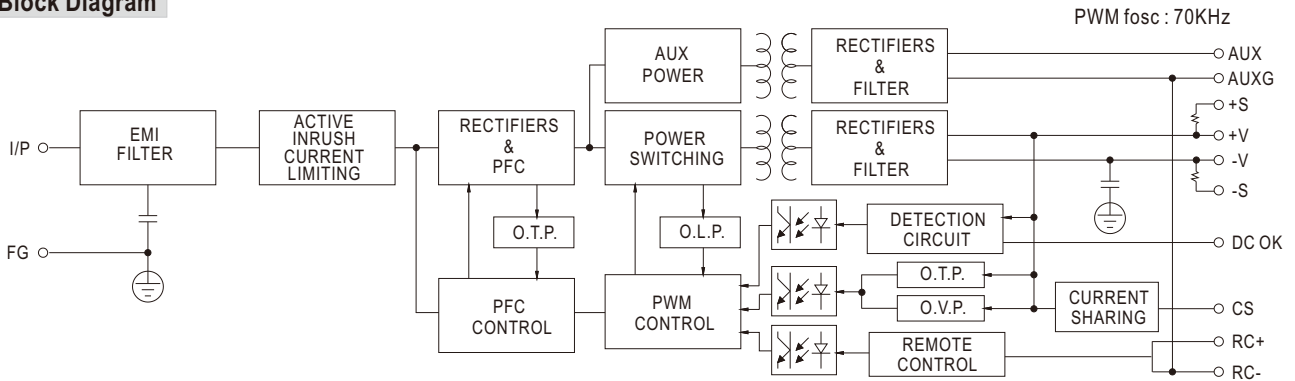 Block Diagram
PWM fosc : 70KHz
AUX
POWER
RECTIFIERS
&
FILTER
AUX
AUXG
+S
I/P
EMI
FILTER
ACTIVE
INRUSH
CURRENT
LIMITING
RECTIFIERS
&
PFC
POWER
SWITCHING
RECTIFIERS
&
FILTER
+V
-V
-S
O.T.P.
O.L.P.
DETECTION
CIRCUIT
DC OK
FG
PFC
CONTROL
PWM
CONTROL
O.T.P.
O.V.P.
CURRENT
SHARING
CS
REMOTE
CONTROL
RC+
RC-